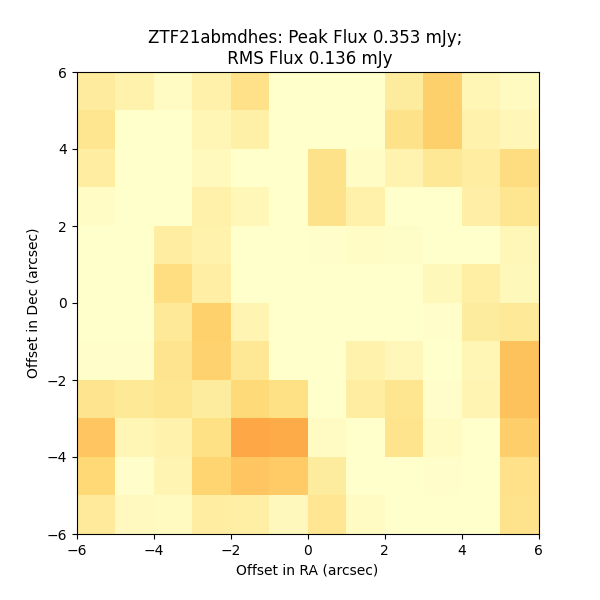 ZTF21abmdhes: Peak Flux 0.353 mJy;
RMS Flux 0.136 mJy
6
4
2
0
−2
−4
−6
Offset in Dec (arcsec)
−6 −4 −2 0 2 4 6
Offset in RA (arcsec)